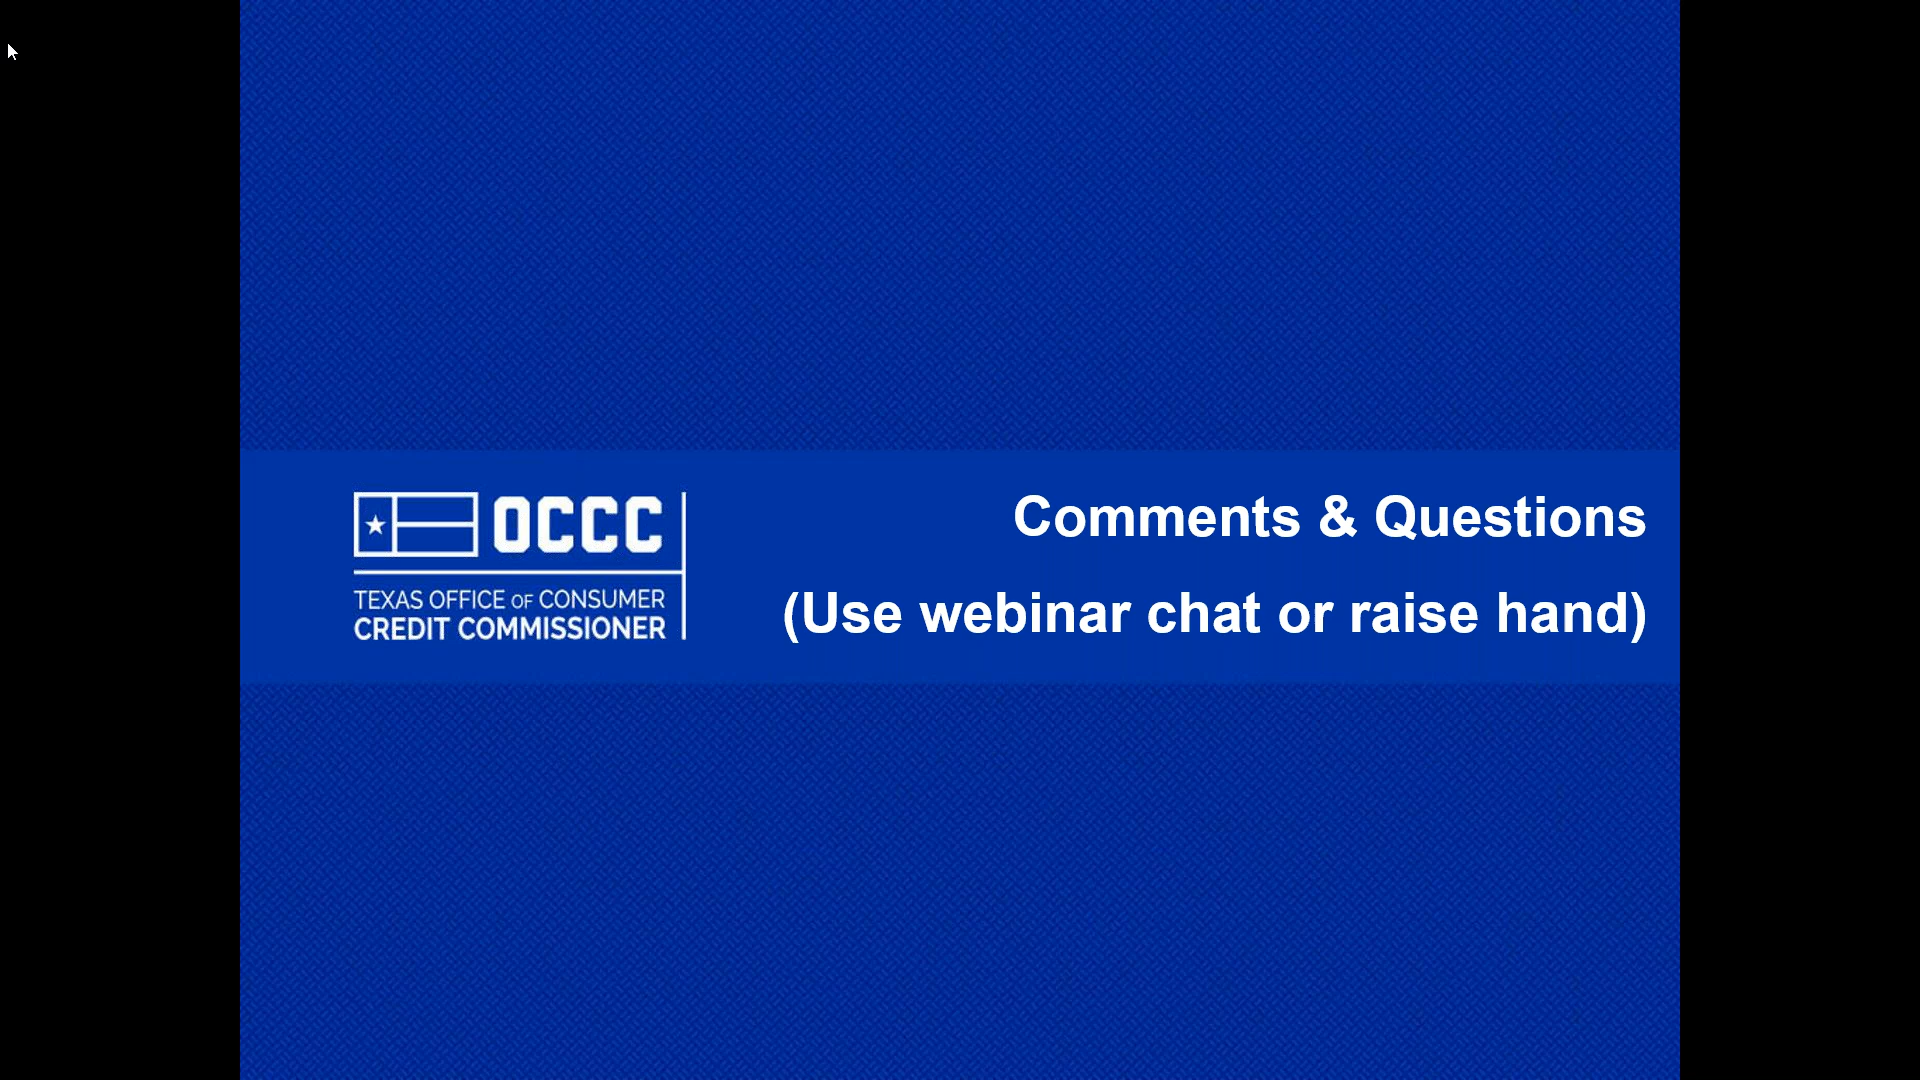 OCCC
TEXAS OFFICE OF CONSUMER
CREDIT COMMISSIONER
Comments & Questions
(Use webinar chat or raise hand)